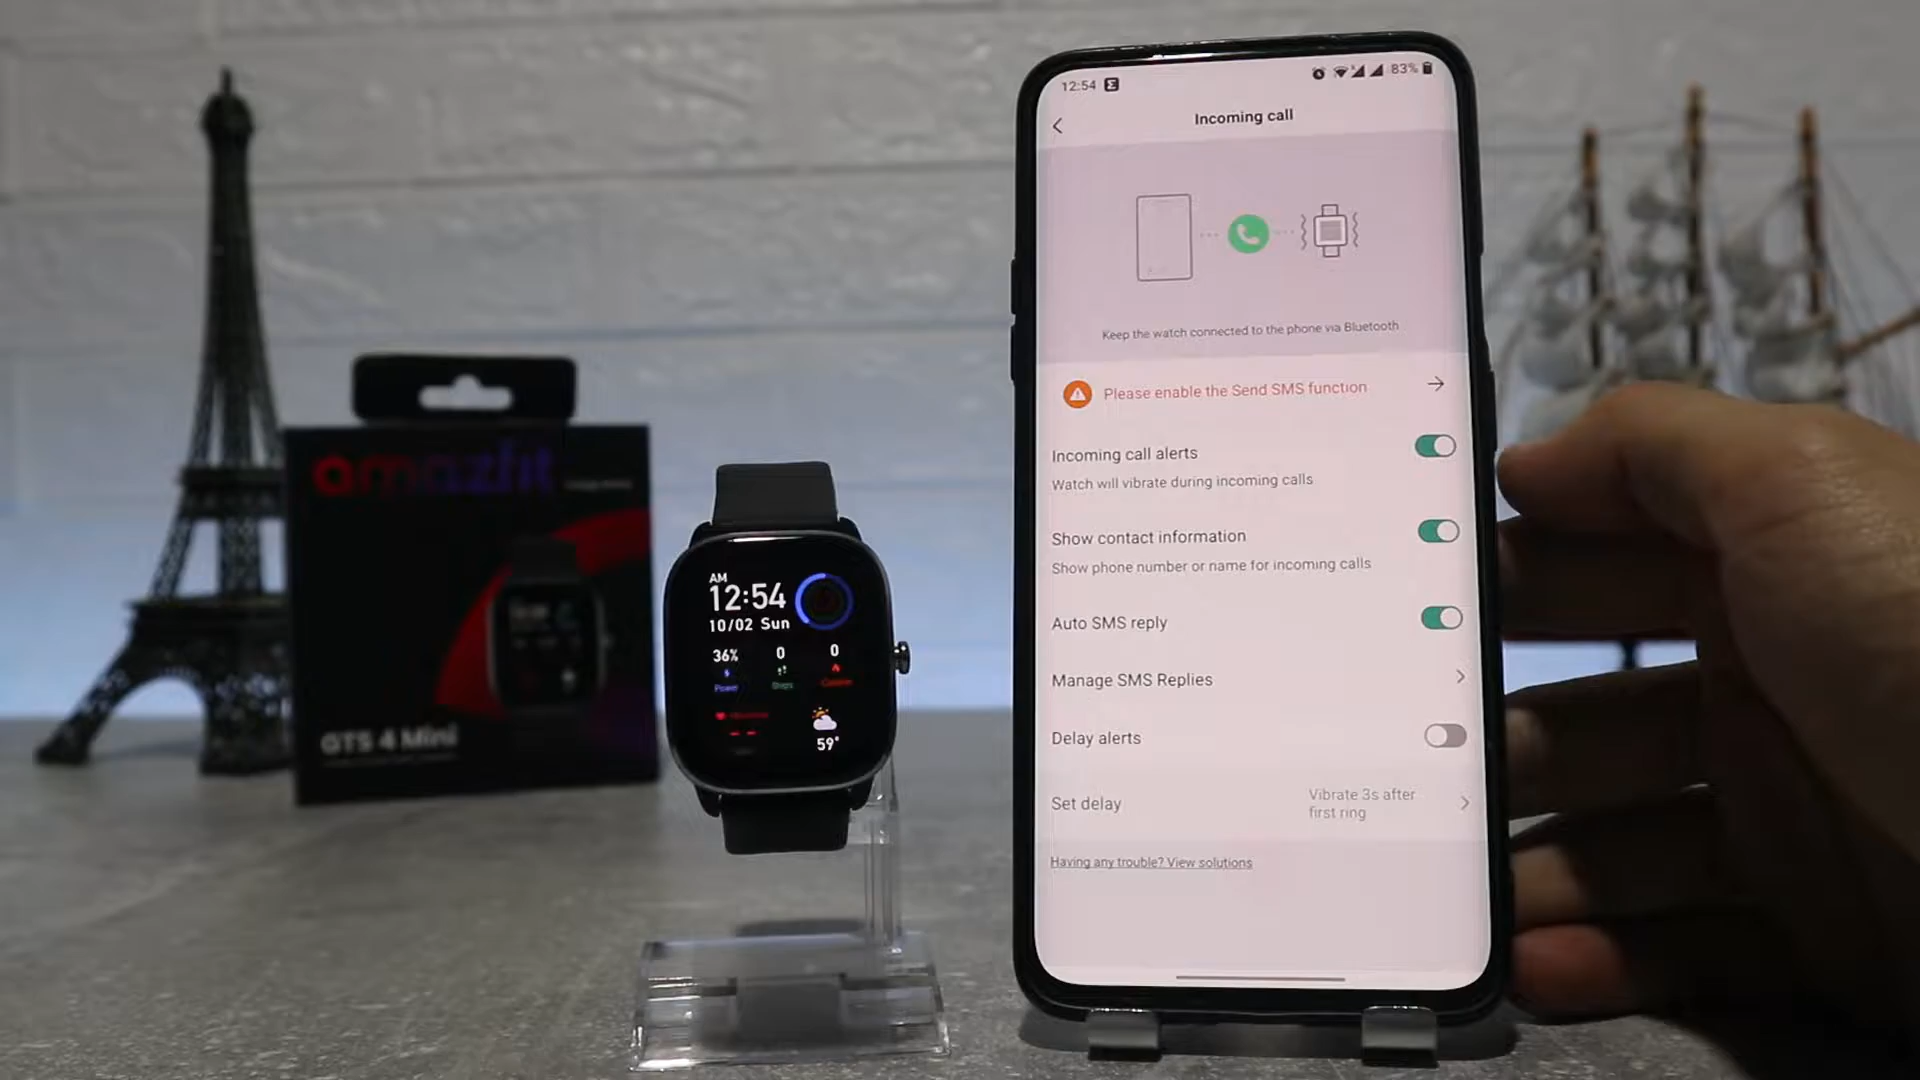 12:54
83%
Incoming call
Keep the watch connected to the phone via Bluetooth
Please enable the Send SMS function
Incoming call alerts
Watch will vibrate during incoming calls
Show contact information
Show phone number or name for incoming calls
Auto SMS reply
Manage SMS Replies
Delay alerts
Set delay
Vibrate 3s after
first ring
Having any trouble? View solutions
AM
12:54
10/02 Sun
36% 0 0
Power Steps
59°
amazfit
GTS 4 Mini